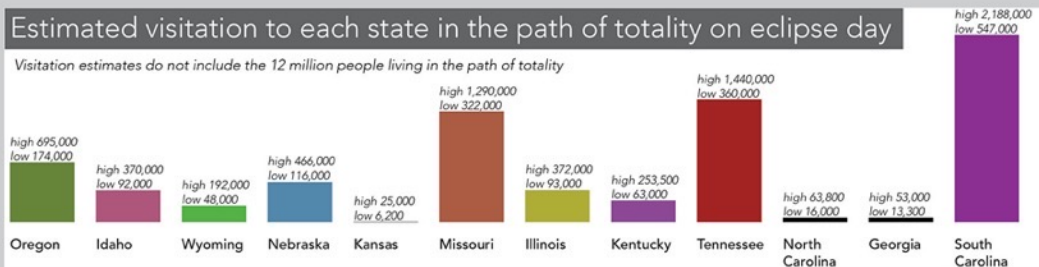 Estimated visitation to each state in the path of totality on eclipse day
Visitation estimates do not include the 12 million people living in the path of totality
high 695,000
low 174,000
Oregon
high 370,000
low 92,000
Idaho
high 192,000
low 48,000
Wyoming
high 466,000
low 116,000
Nebraska
high 25,000
low 6,200
Kansas
high 1,290,000
low 322,000
Missouri
high 372,000
low 93,000
Illinois
high 253,500
low 63,000
Kentucky
high 1,440,000
low 360,000
Tennessee
high 63,800
low 16,000
North
Carolina
high 53,000
low 13,300
Georgia
high 2,188,000
low 547,000
South
Carolina